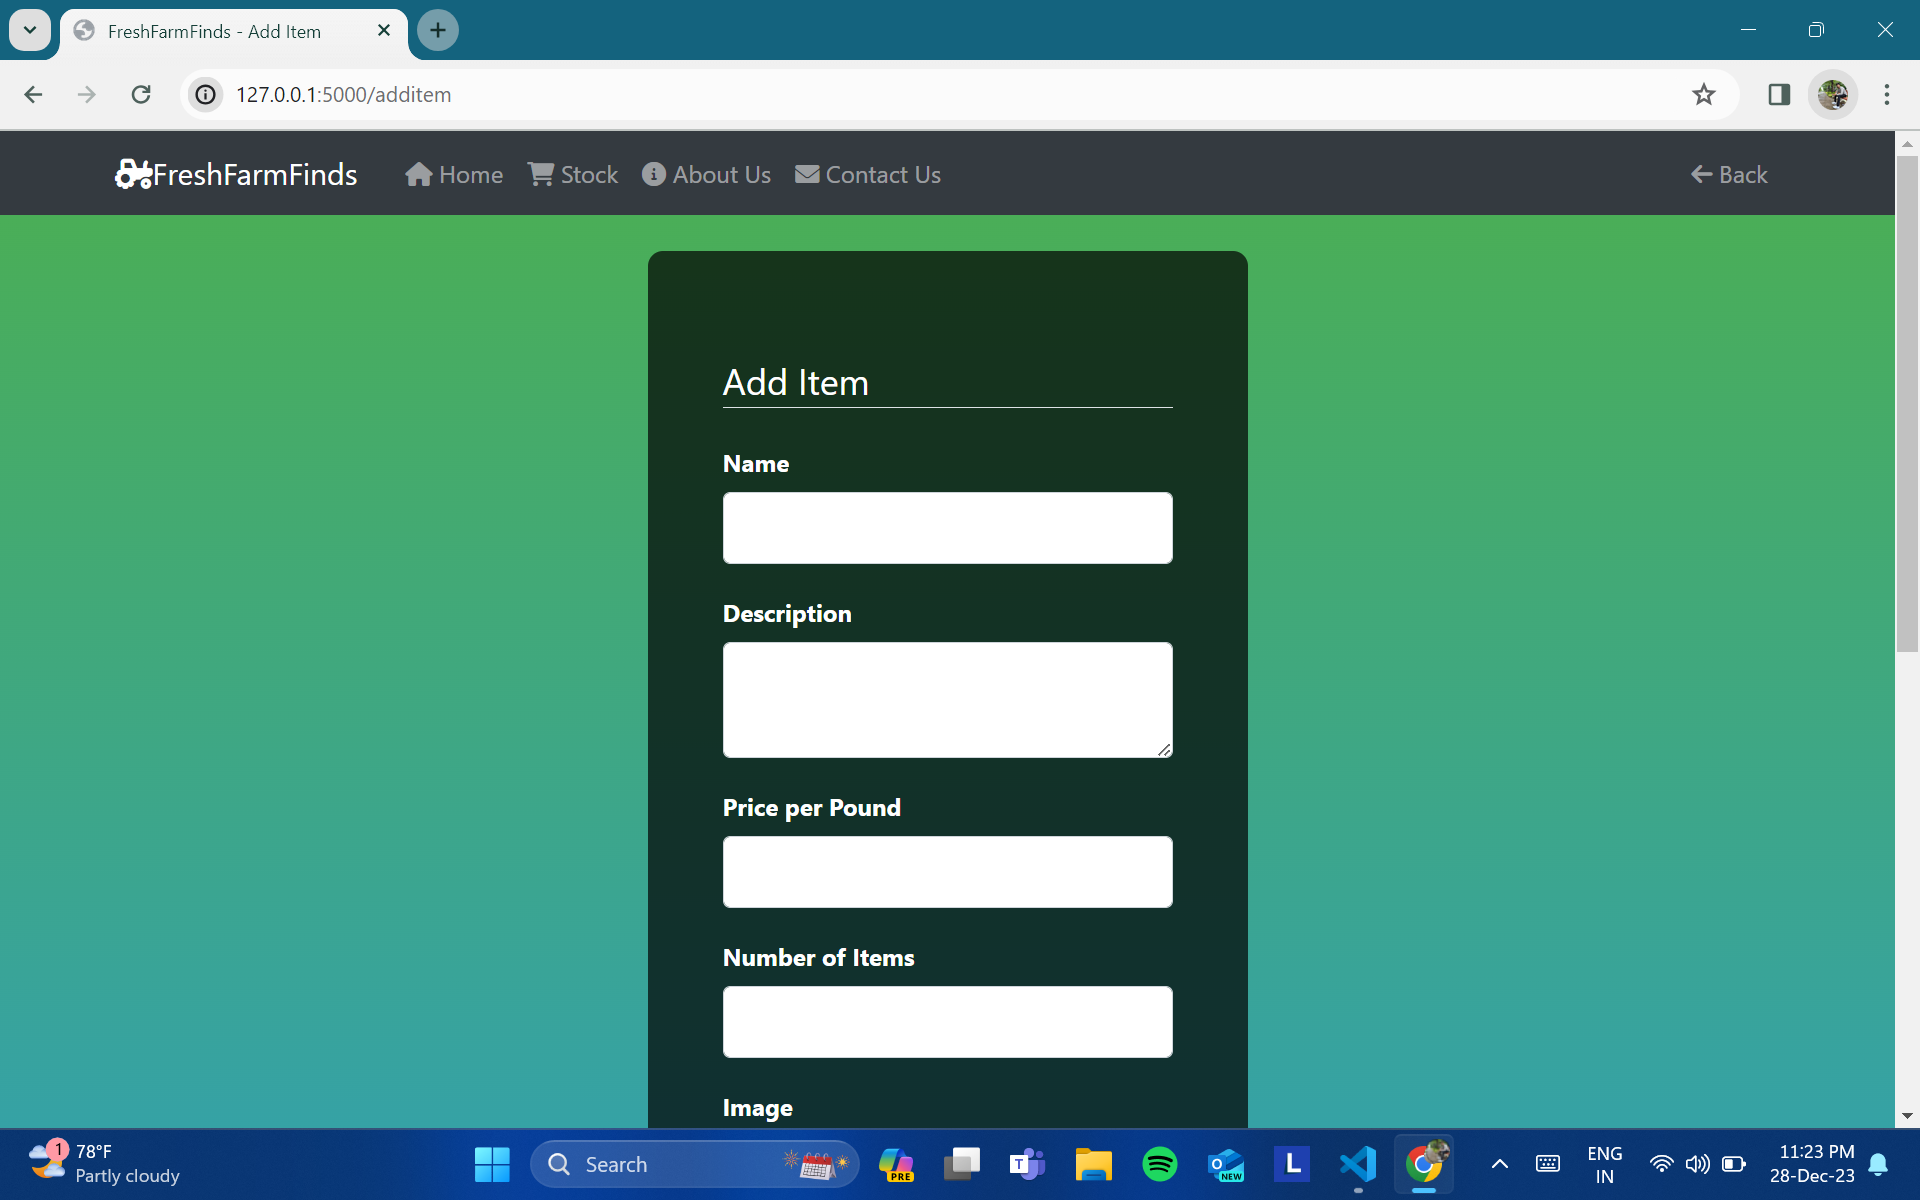 FreshFarmFinds - Add Item
127.0.0.1:5000/additem
FreshFarmFinds Home Stock About Us Contact Us Back
Add Item
Name
Description
Price per Pound
Number of Items
Image
1 78°F
Partly cloudy
Search
PRE
T
O
NEW
L
ENG
IN
11:23 PM
28-Dec-23